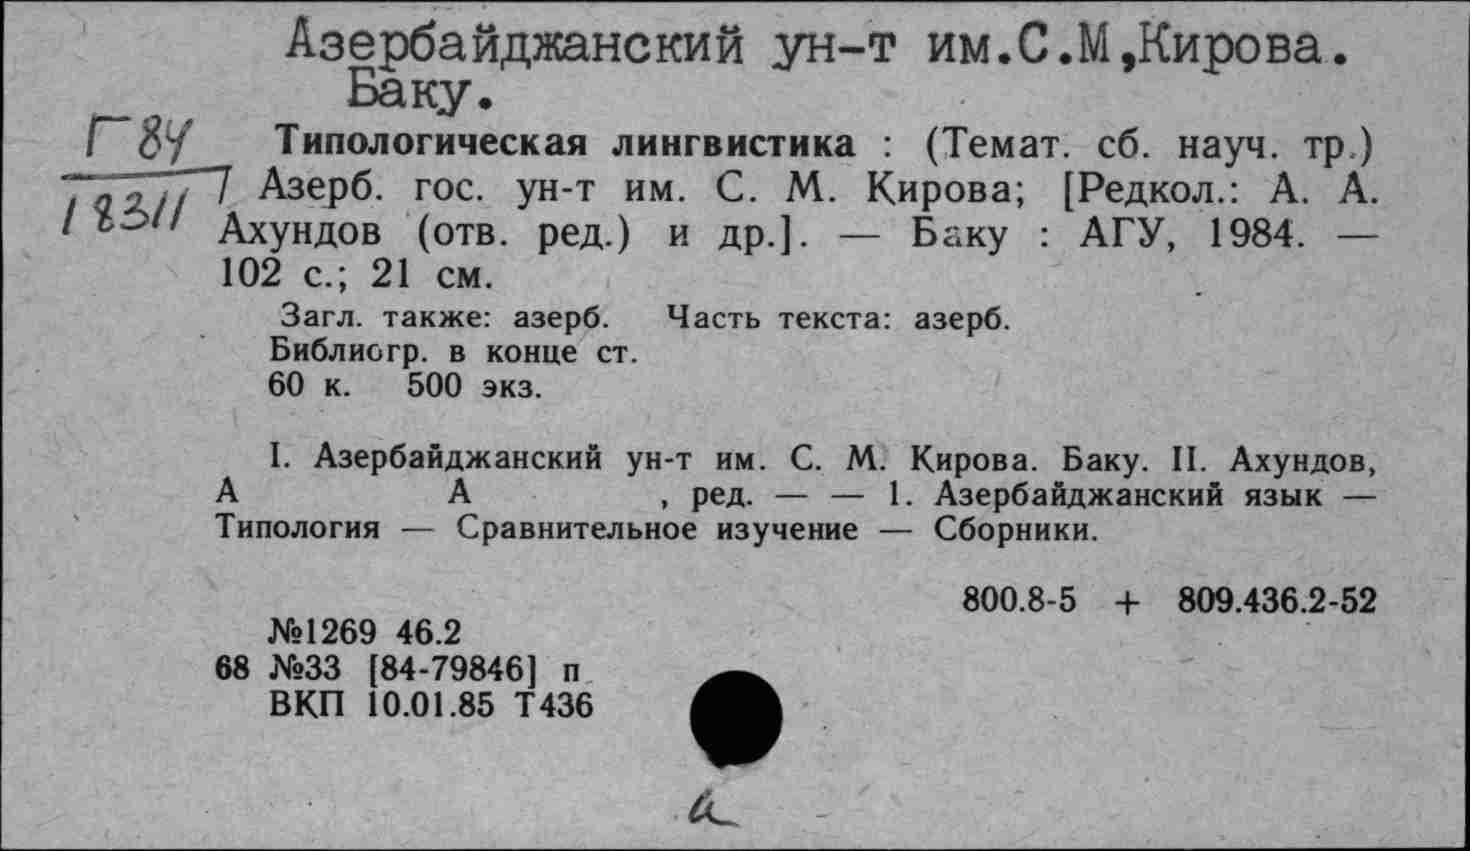 Азербайджанский ун-т им.С.М,Кирова.
Баку.
Г 84
18311
Типологическая лингвистика : (Темат. сб. науч. тр.)
/ Азерб. гос. ун-т им. С. М. Кирова; [Редкол.: А. А.
Ахундов (отв. ред.) и др.]. — Баку : АГУ, 1984. —
102 с.; 21 см.
Загл. также: азерб. Часть текста: азерб.
Библиогр. в конце ст.
60 к. 500 экз.
I. Азербайджанский ун-т им. С. М. Кирова. Баку. II. Ахундов,
А А , ред. — — 1. Азербайджанский язык —
Типология — Сравнительное изучение — Сборники.
800.8-5 + 809.436.2-52
№1269 46.2
68 №33 [84-79846] п
ВКП 10.01.85 Т436